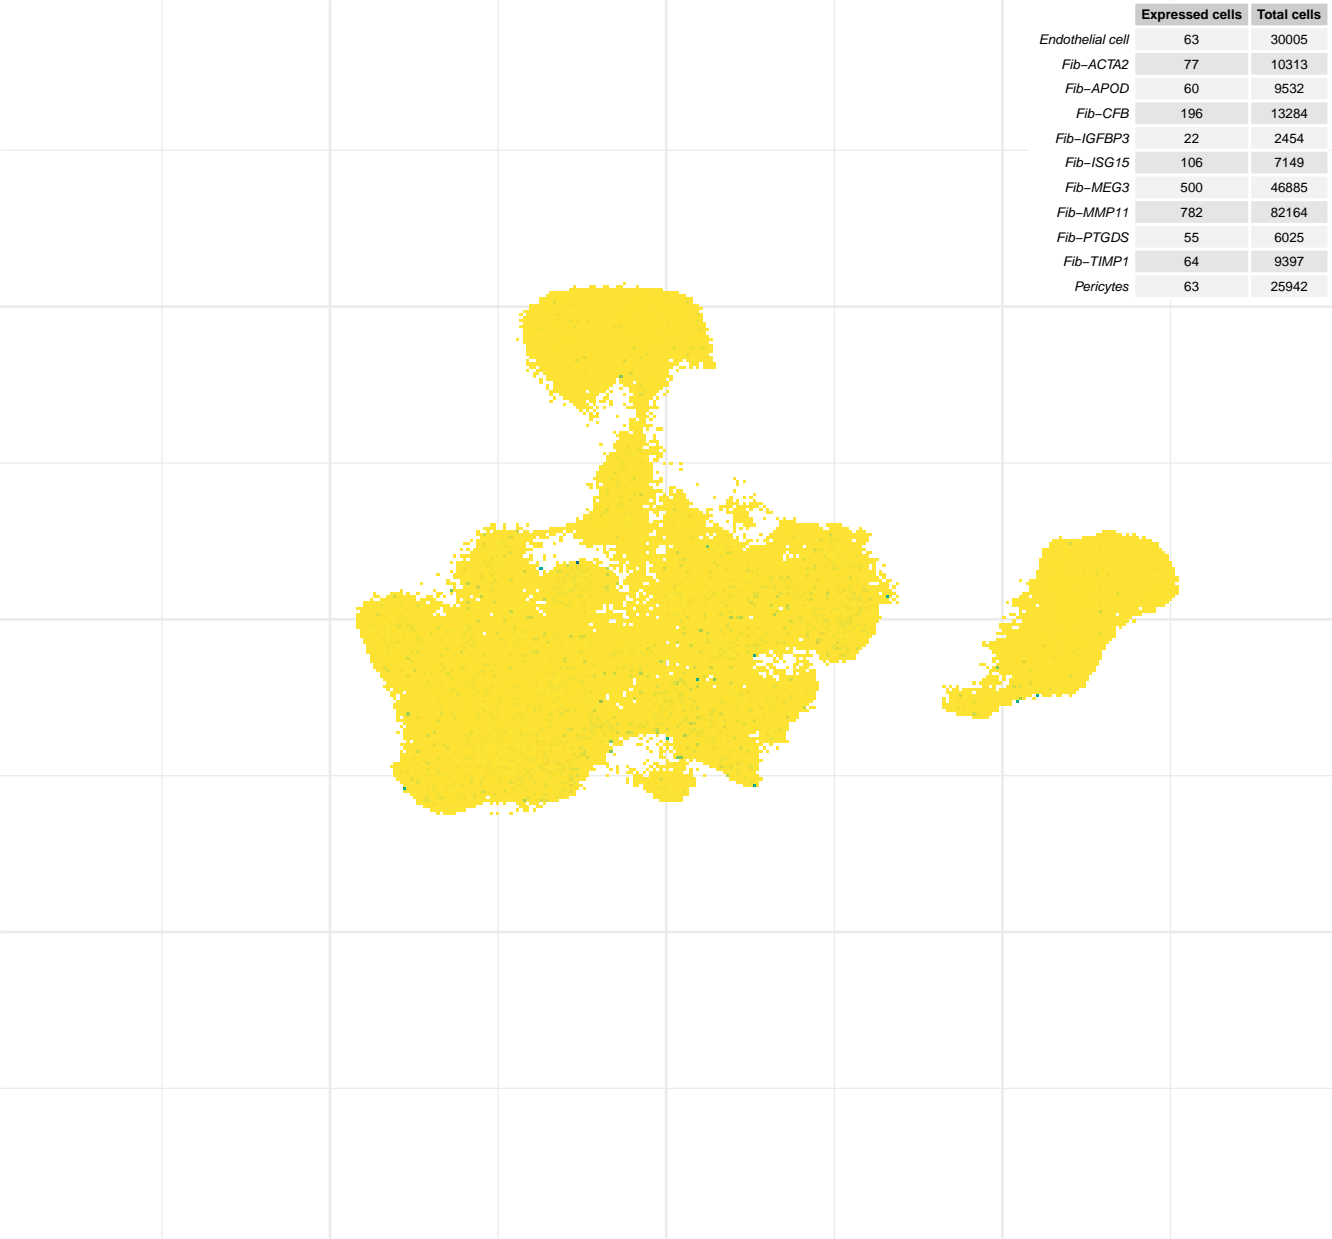 Expressed cells Total cells
Endothelial cell 63 30005
Fib−ACTA2 77 10313
Fib−APOD 60 9532
Fib−CFB 196 13284
Fib−IGFBP3 22 2454
Fib−ISG15 106 7149
Fib−MEG3 500 46885
Fib−MMP11 782 82164
Fib−PTGDS 55 6025
Fib−TIMP1 64 9397
Pericytes 63 25942